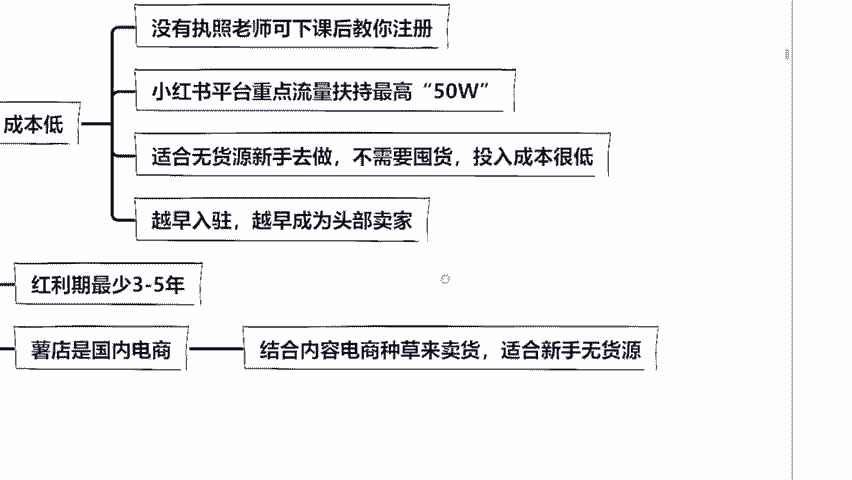 没有执照老师可下课后教你注册
小红书平台重点流量扶持最高“50W”
成本低
适合无货源新手去做，不需要囤货，投入成本很低
越早入驻，越早成为头部卖家
红利期最少3-5年
薯店是国内电商
结合内容电商种草来卖货，适合新手无货源